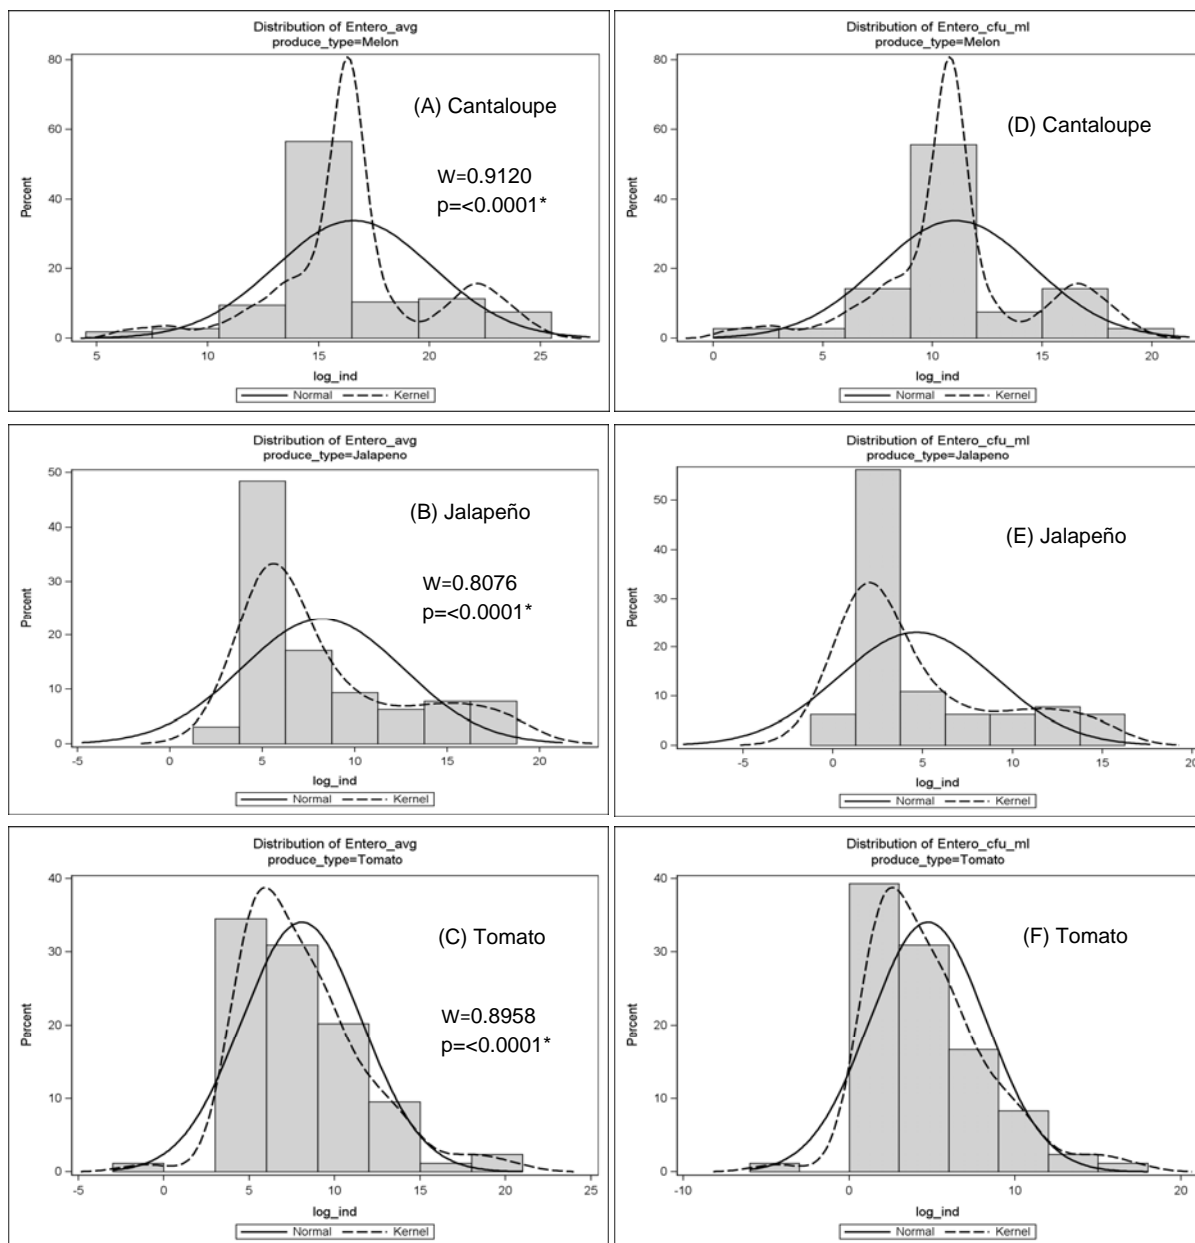 Distribution of Entero_avg
produce_type=Melon
(A) Cantaloupe
W=0.9120
p=<0.0001*
Percent
80
60
40
20
0
5 10 15 20 25
log_ind
Normal Kernel
Distribution of Entero_cfu_ml
produce_type=Melon
(D) Cantaloupe
Percent
80
60
40
20
0
0 5 10 15 20
log_ind
Normal Kernel
Distribution of Entero_avg
produce_type=Jalapeno
(B) Jalapeño
W=0.8076
p=<0.0001*
Percent
50
40
30
20
10
0
-5 0 5 10 15 20
log_ind
Normal Kernel
Distribution of Entero_cfu_ml
produce_type=Jalapeno
(E) Jalapeño
Percent
50
40
30
20
10
0
-5 0 5 10 15 20
log_ind
Normal Kernel
Distribution of Entero_avg
produce_type=Tomato
(C) Tomato
W=0.8958
p=<0.0001*
Percent
40
30
20
10
0
-5 0 5 10 15 20 25
log_ind
Normal Kernel
Distribution of Entero_cfu_ml
produce_type=Tomato
(F) Tomato
Percent
40
30
20
10
0
-10 0 10 20
log_ind
Normal Kernel